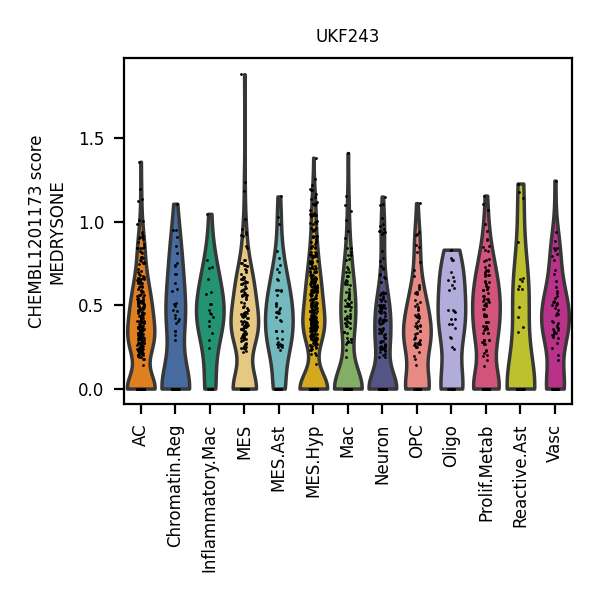 UKF243
CHEMBL1201173 score
MEDRYSONE
1.5
1.0
0.5
0.0
AC
Chromatin.Reg
Inflammatory.Mac
MES
MES.Ast
MES.Hyp
Mac
Neuron
OPC
Oligo
Prolif.Metab
Reactive.Ast
Vasc